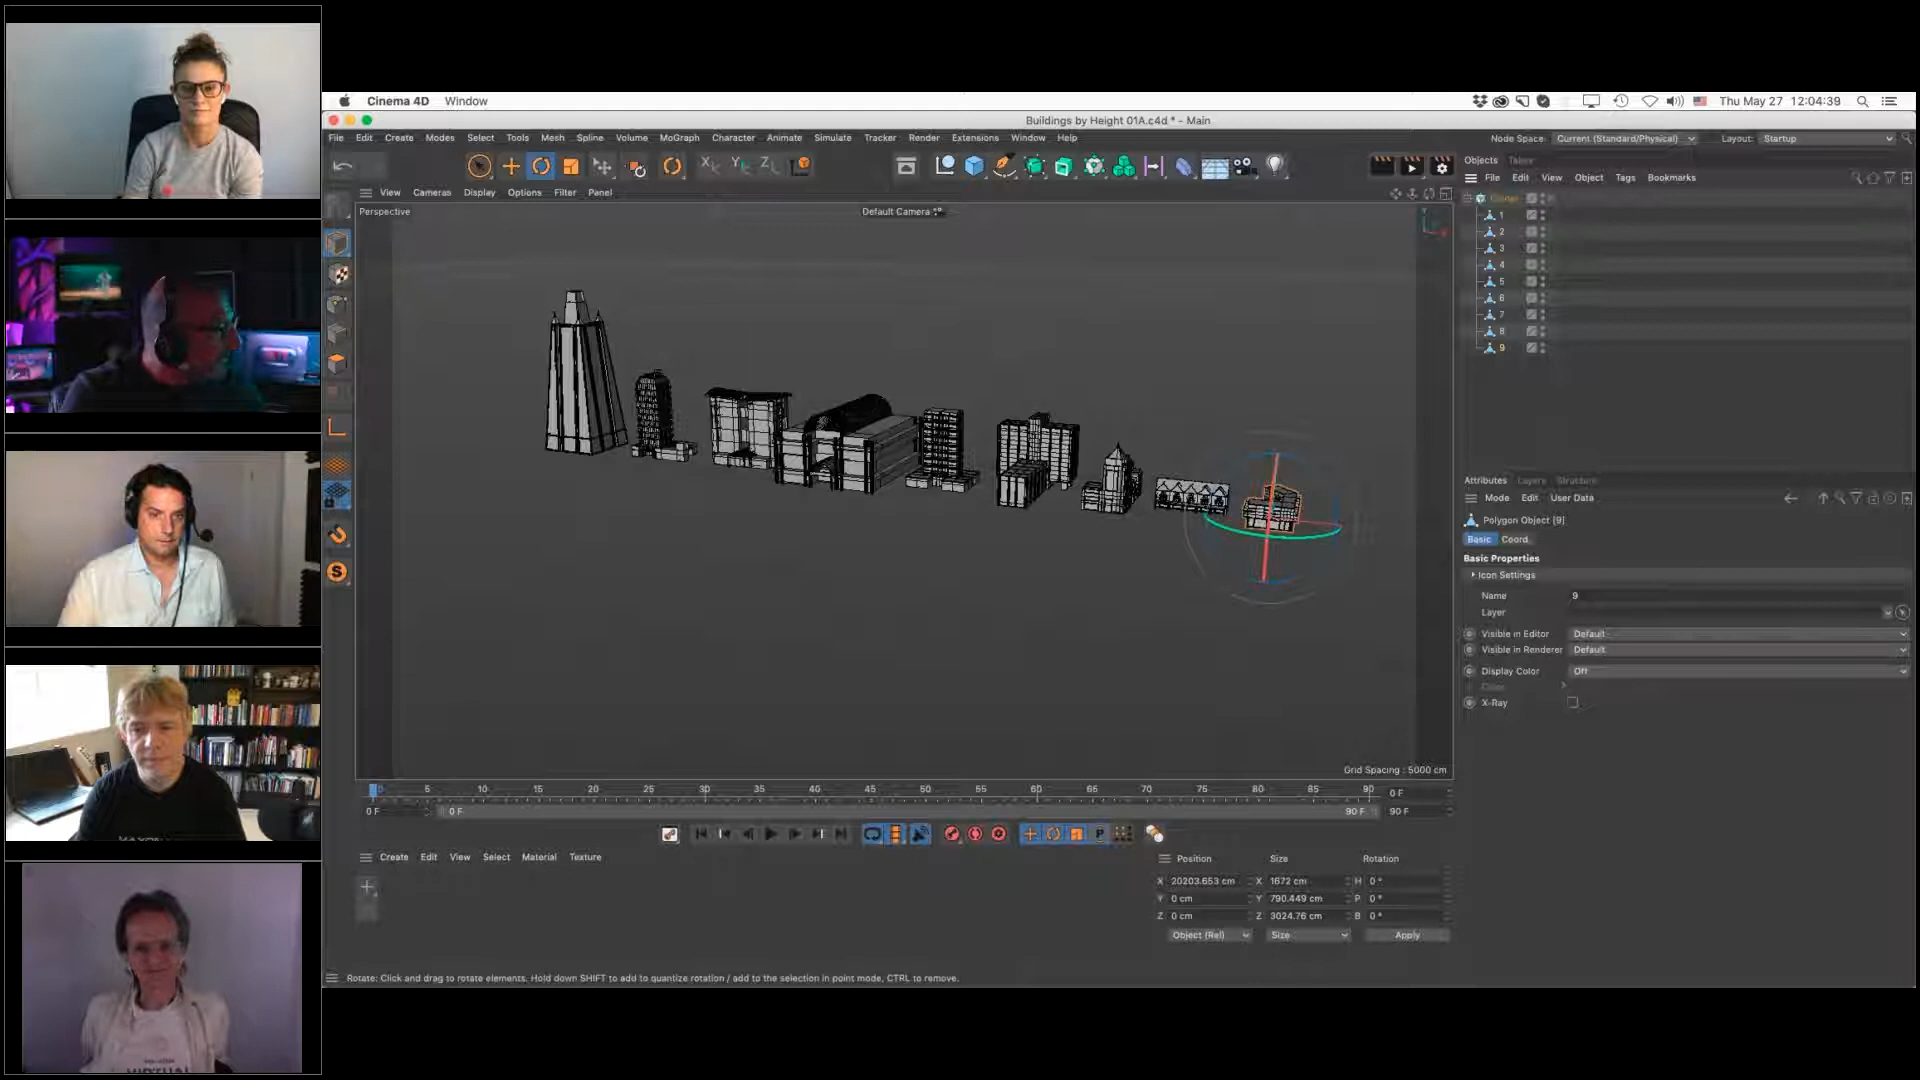 Cinema 4D Window
Thu May 27 12:04:39
Buildings by Height 01A.c4d * - Main
File Edit Create Modes Select Tools Mesh Spline Volume MoGraph Character Animate Simulate Tracker Render Extensions Window Help
Node Space: Current (Standard/Physical) Layout: Startup
Objects Takes
File Edit View Object Tags Bookmarks
View Cameras Display Options Filter Panel
Perspective
Default Camera
1
2
3
4
5
6
7
8
9
Attributes Layers Structure
Mode Edit User Data
Polygon Object [9]
Basic Coord.
Basic Properties
Icon Settings
Name 9
Layer
Visible in Editor Default
Visible in Renderer Default
Display Color Off
X-Ray
Grid Spacing : 5000 cm
0 5 10 15 20 25 30 35 40 45 50 55 60 65 70 75 80 85 90
0 F
0 F 0 F 90 F 90 F
Create Edit View Select Material Texture
Position Size Rotation
X 20203.653 cm X 1672 cm H 0 °
Y 0 cm Y 790.449 cm P 0 °
Z 0 cm Z 3024.76 cm B 0 °
Object (Rel) Size Apply
Rotate: Click and drag to rotate elements. Hold down SHIFT to add to quantize rotation / add to the selection in point mode, CTRL to remove.